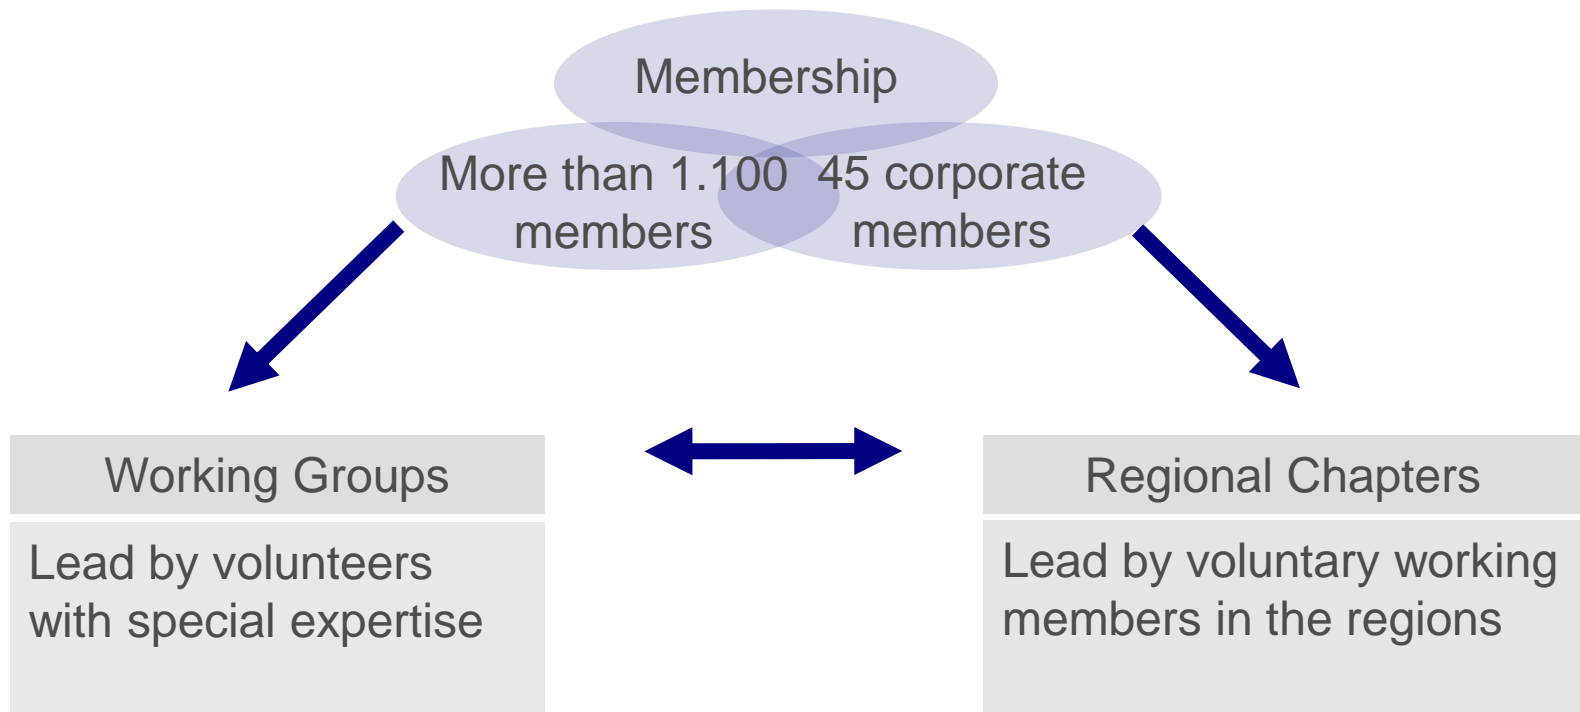 Membership
More than 1.100
members
45 corporate
members
Working Groups
Lead by volunteers
with special expertise
Regional Chapters
Lead by voluntary working
members in the regions